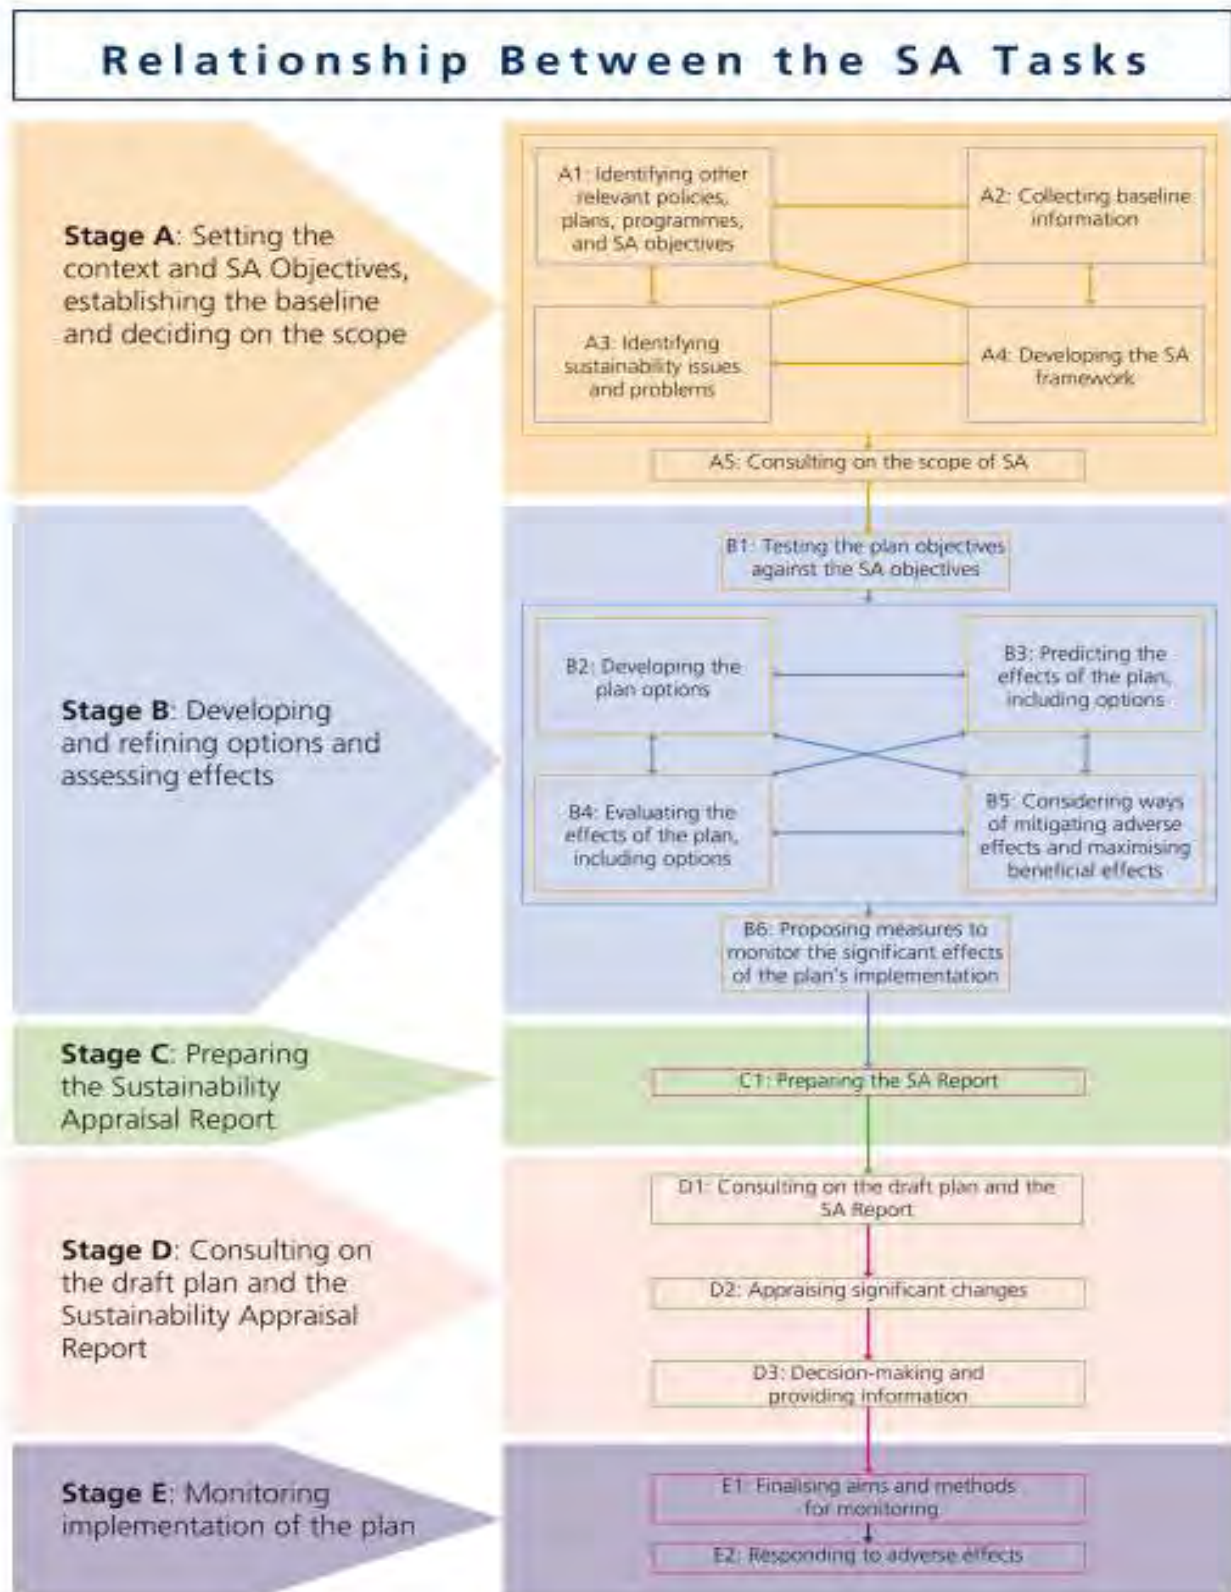 Relationship Between the SA Tasks
Stage A: Setting the
context and SA Objectives,
establishing the baseline
and deciding on the scope
A1: Identifying other
relevant policies,
plans, programmes,
and SA objectives
A2: Collecting baseline
information
A3: Identifying
sustainability issues
and problems
A4: Developing the SA
framework
A5: Consulting on the scope of SA
Stage B: Developing
and refining options and
assessing effects
B1: Testing the plan objectives
against the SA objectives
B2: Developing the
plan options
B3: Predicting the
effects of the plan,
including options
B4: Evaluating the
effects of the plan,
including options
B5: Considering ways
of mitigating adverse
effects and maximising
beneficial effects
B6: Proposing measures to
monitor the significant effects
of the plan's implementation
Stage C: Preparing
the Sustainability
Appraisal Report
C1: Preparing the SA Report
Stage D: Consulting on
the draft plan and the
Sustainability Appraisal
Report
D1: Consulting on the draft plan and the
SA Report
D2: Appraising significant changes
D3: Decision-making and
providing information
Stage E: Monitoring
implementation of the plan
E1: Finalising aims and methods
for monitoring
E2: Responding to adverse effects